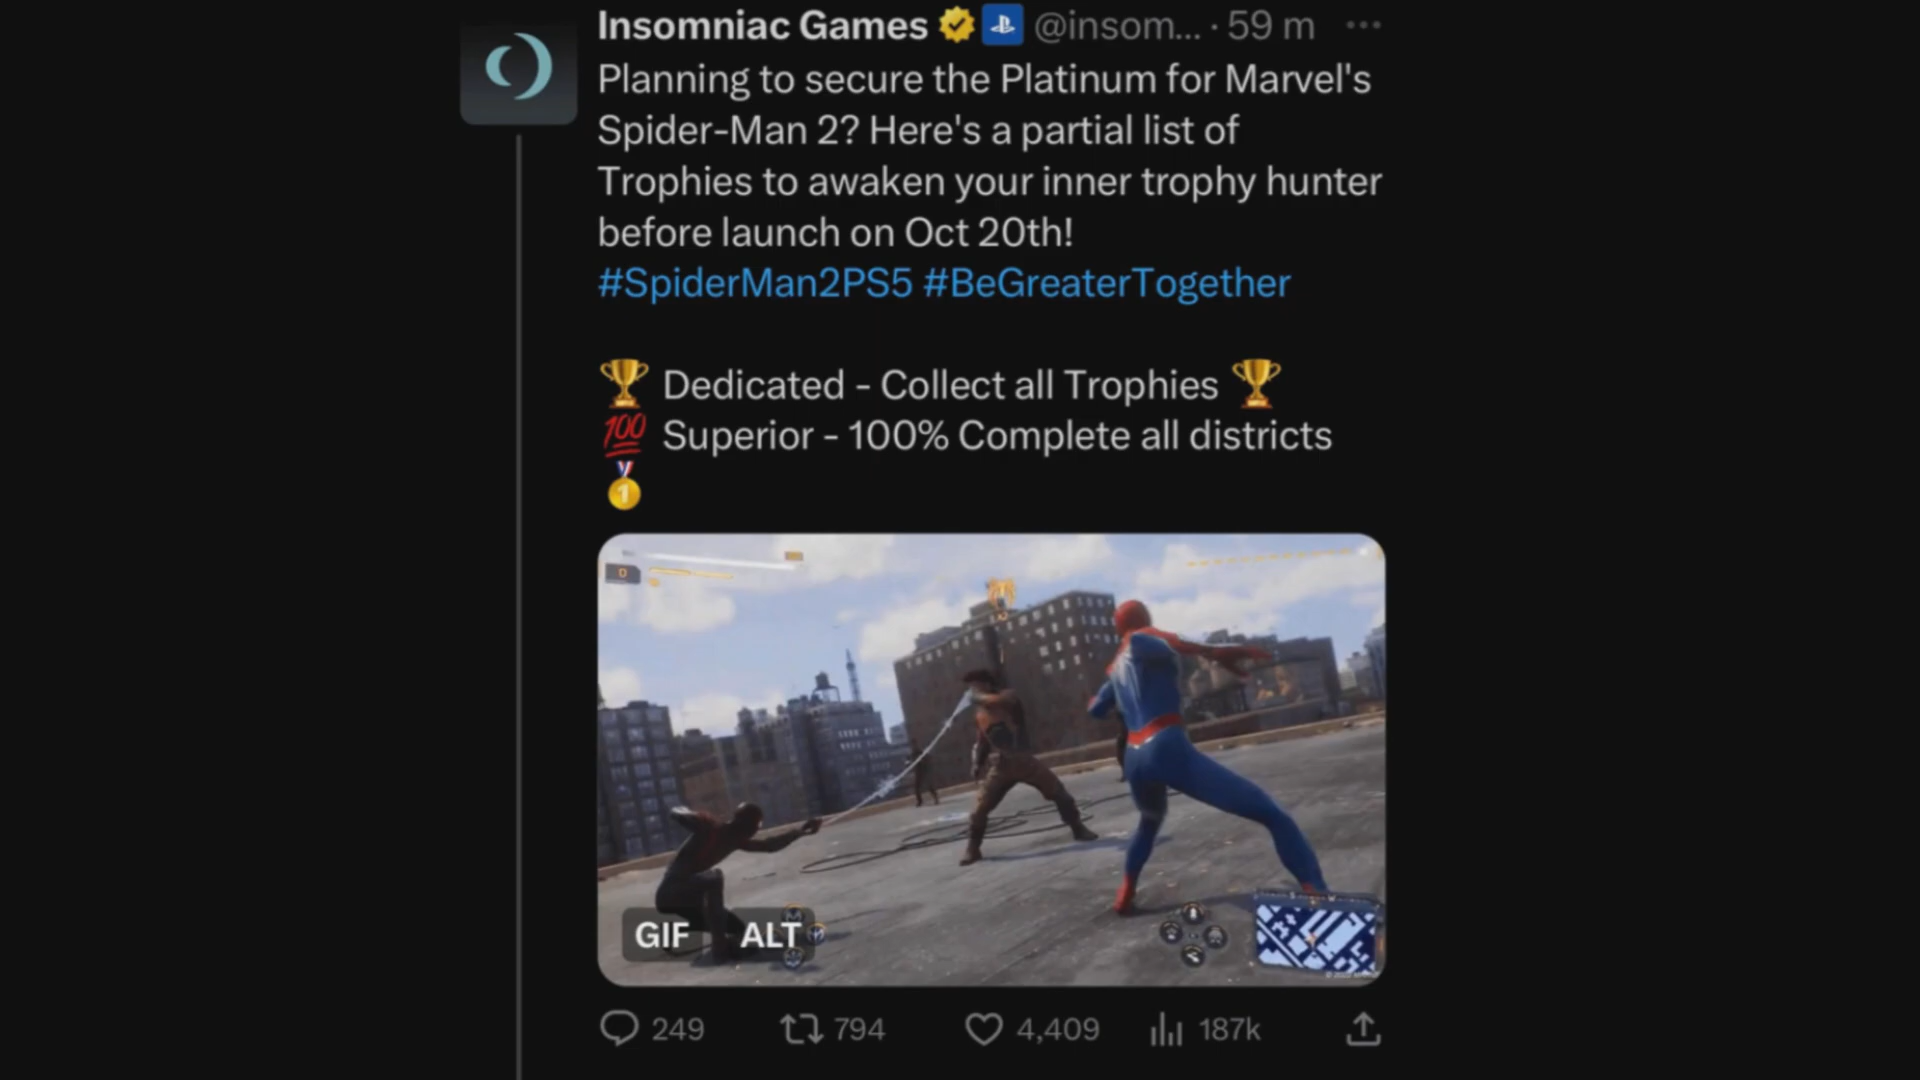 Insomniac Games @insom... · 59 m
Planning to secure the Platinum for Marvel's
Spider-Man 2? Here's a partial list of
Trophies to awaken your inner trophy hunter
before launch on Oct 20th!
#SpiderMan2PS5 #BeGreaterTogether
🏆 Dedicated - Collect all Trophies 🏆
💯 Superior - 100% Complete all districts
🥇
0
GIF ALT
249 794 4,409 187k